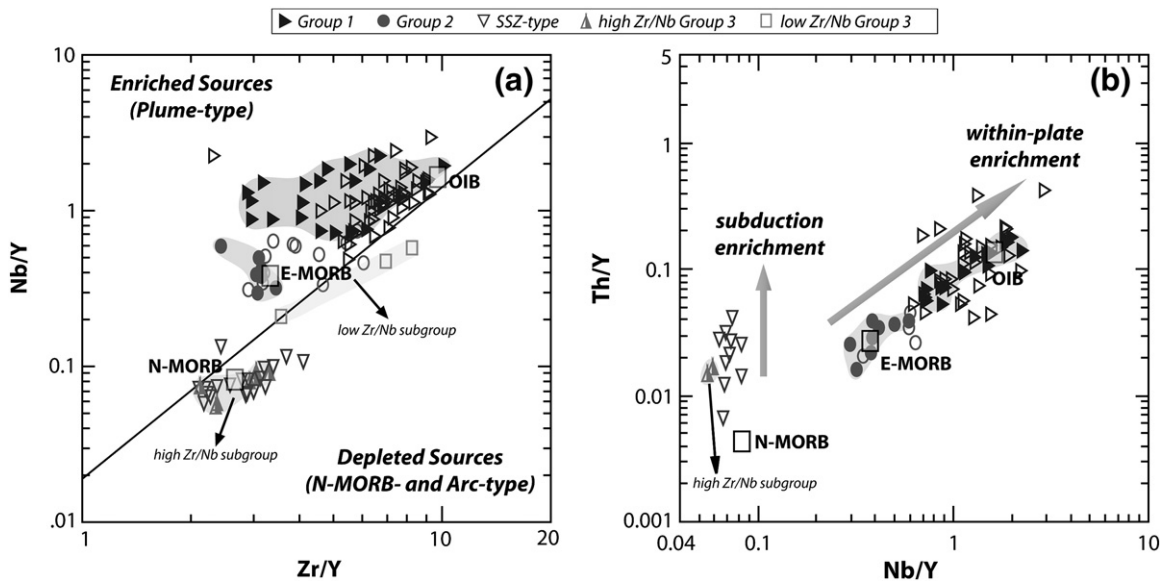 Group 1 Group 2 SSZ-type high Zr/Nb Group 3 low Zr/Nb Group 3
(a)
Enriched Sources
(Plume-type)
OIB
E-MORB
low Zr/Nb subgroup
N-MORB
high Zr/Nb subgroup
Depleted Sources
(N-MORB- and Arc-type)
10
1
0.1
.01
Nb/Y
1
10
20
Zr/Y
(b)
within-plate
enrichment
subduction
enrichment
OIB
E-MORB
N-MORB
high Zr/Nb subgroup
5
1
0.1
0.01
0.001
Th/Y
0.04
0.1
1
10
Nb/Y